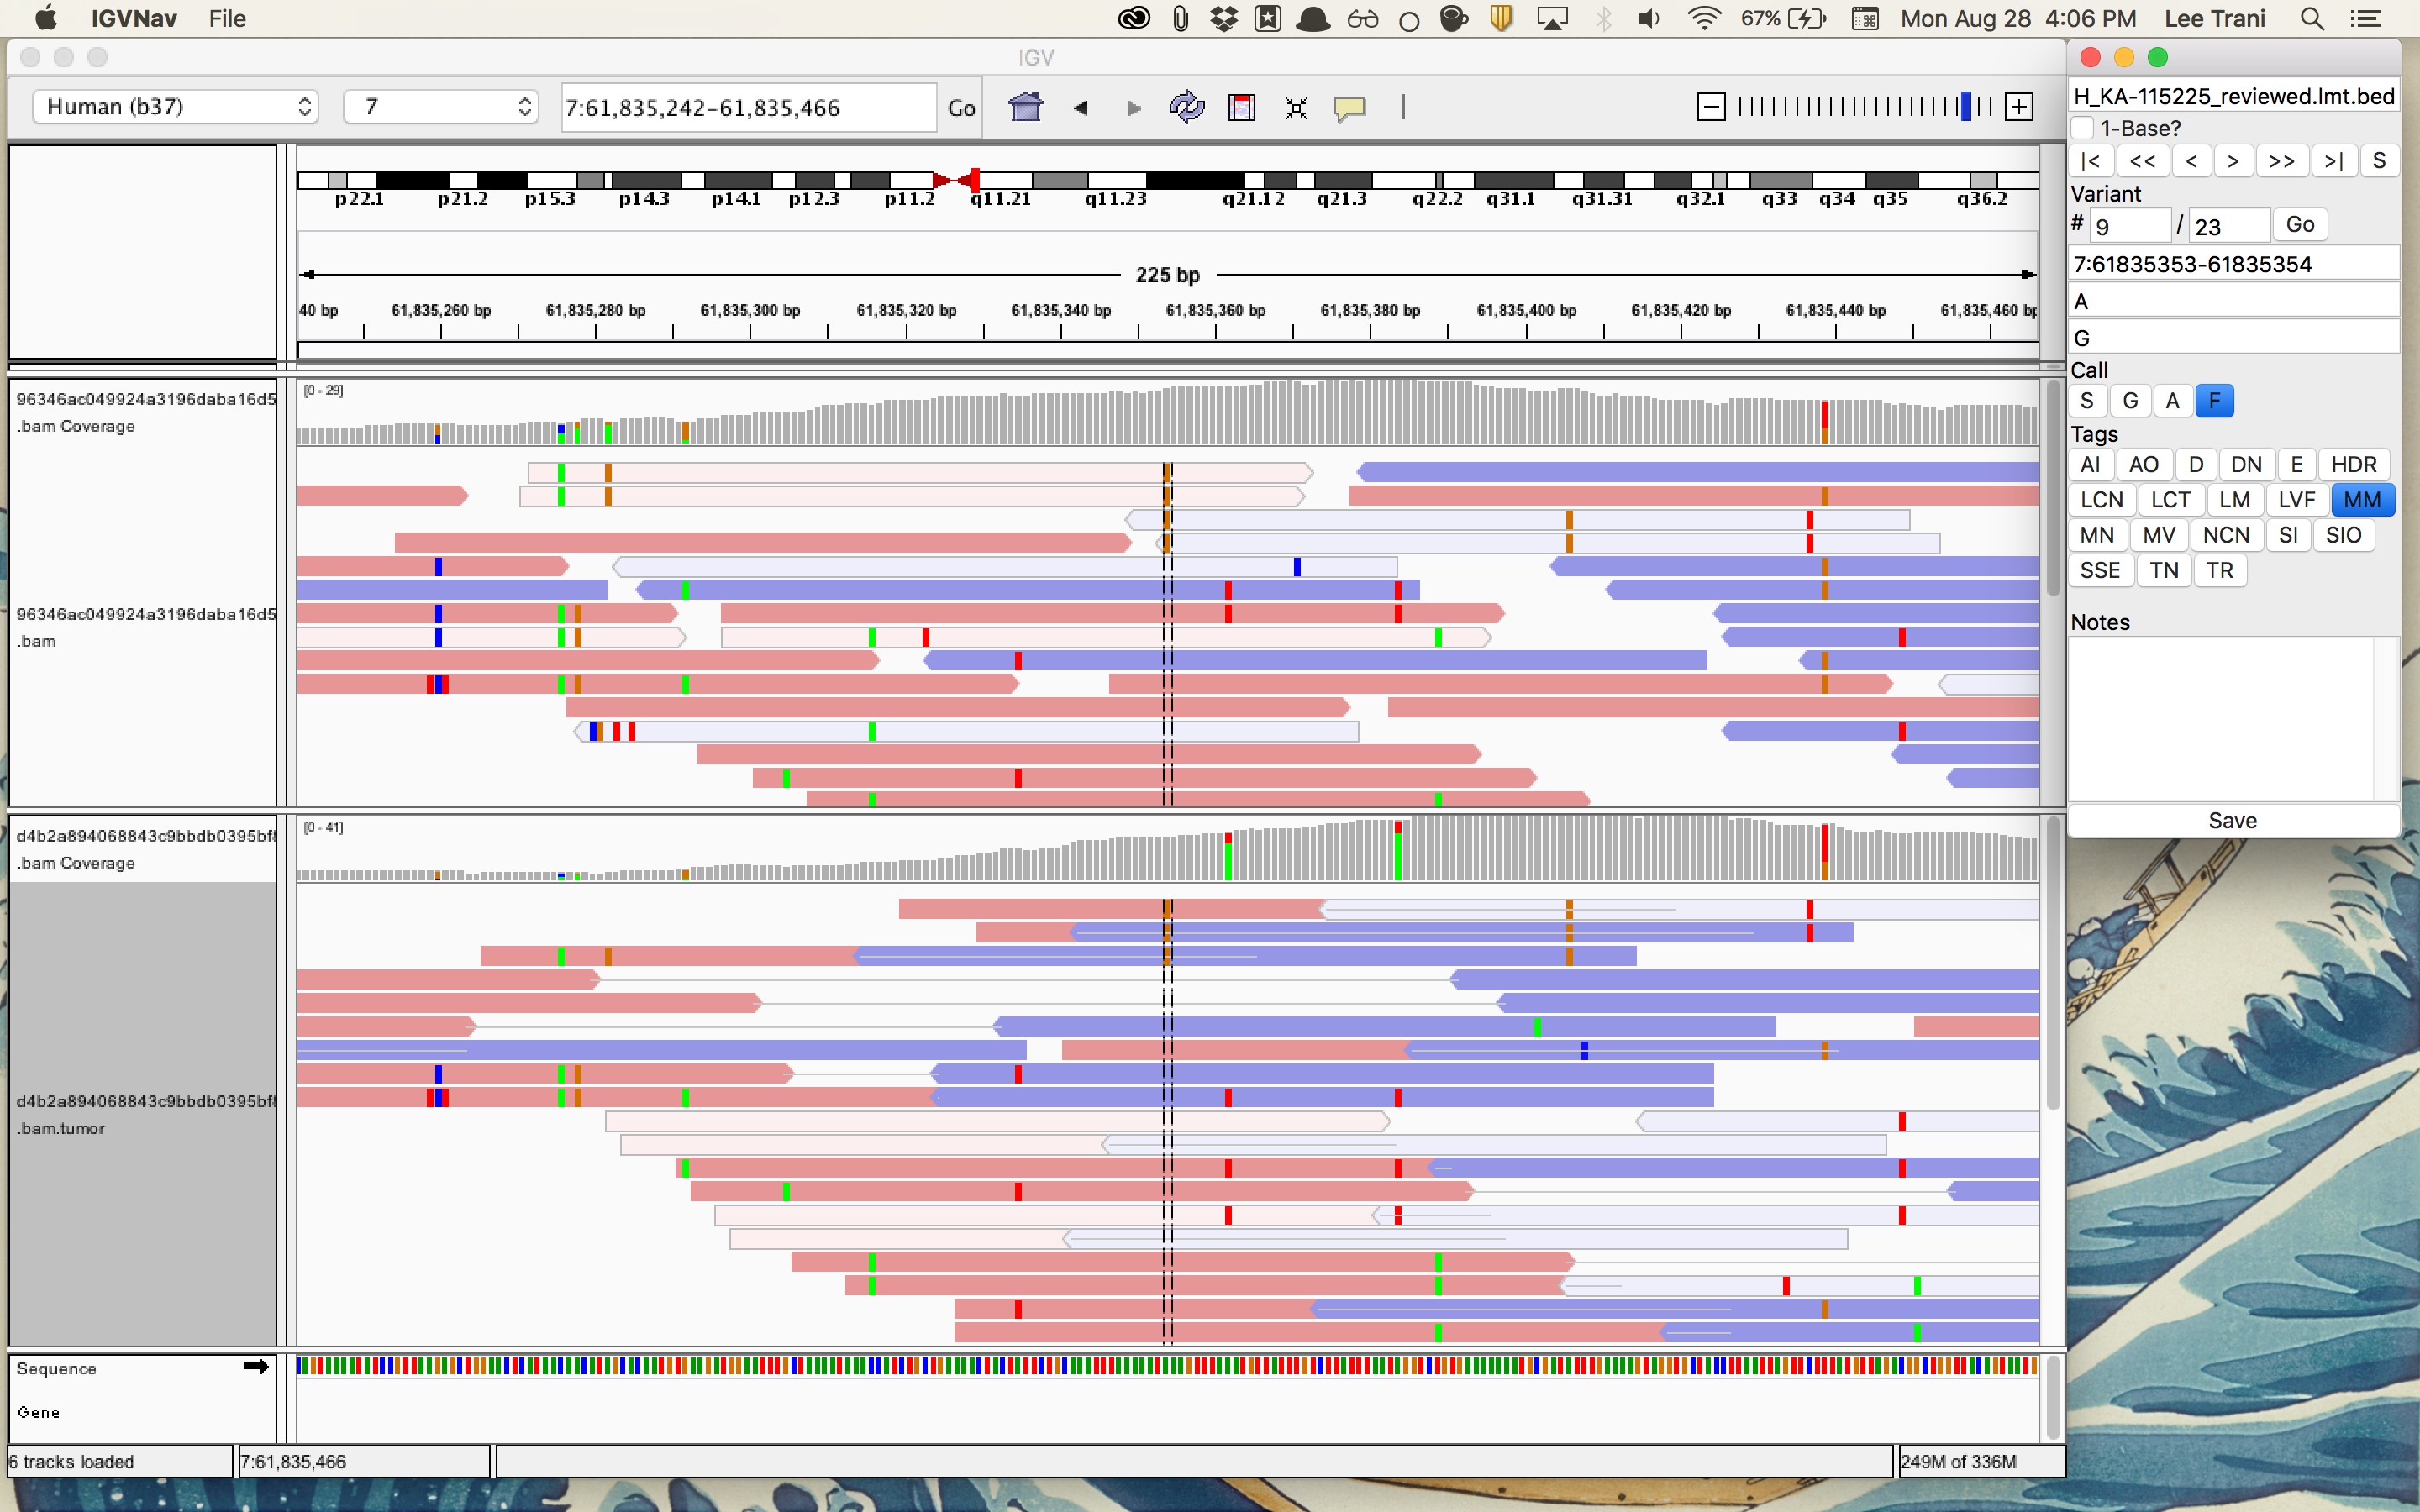 IGVNav File 67% Mon Aug 28 4:06 PM Lee Trani
IGV
Human (b37) 7 7:61,835,242-61,835,466 Go
p22.1 p21.2 p15.3 p14.3 p14.1 p12.3 p11.2 q11.21 q11.23 q21.12 q21.3 q22.2 q31.1 q31.31 q32.1 q33 q34 q35 q36.2
225 bp
40 bp 61,835,260 bp 61,835,280 bp 61,835,300 bp 61,835,320 bp 61,835,340 bp 61,835,360 bp 61,835,380 bp 61,835,400 bp 61,835,420 bp 61,835,440 bp 61,835,460 bp
96346ac049924a3196daba16d5
.bam Coverage
[0 - 29]
96346ac049924a3196daba16d5
.bam
d4b2a894068843c9bbdb0395bf
.bam Coverage
[0 - 41]
d4b2a894068843c9bbdb0395bf
.bam.tumor
Sequence
Gene
6 tracks loaded 7:61,835,466 249M of 336M
H_KA-115225_reviewed.lmt.bed
1-Base?
|< << < > >> >| S
Variant
# 9 / 23 Go
7:61835353-61835354
A
G
Call
S G A F
Tags
AI AO D DN E HDR
LCN LCT LM LVF MM
MN MV NCN SI SIO
SSE TN TR
Notes
Save